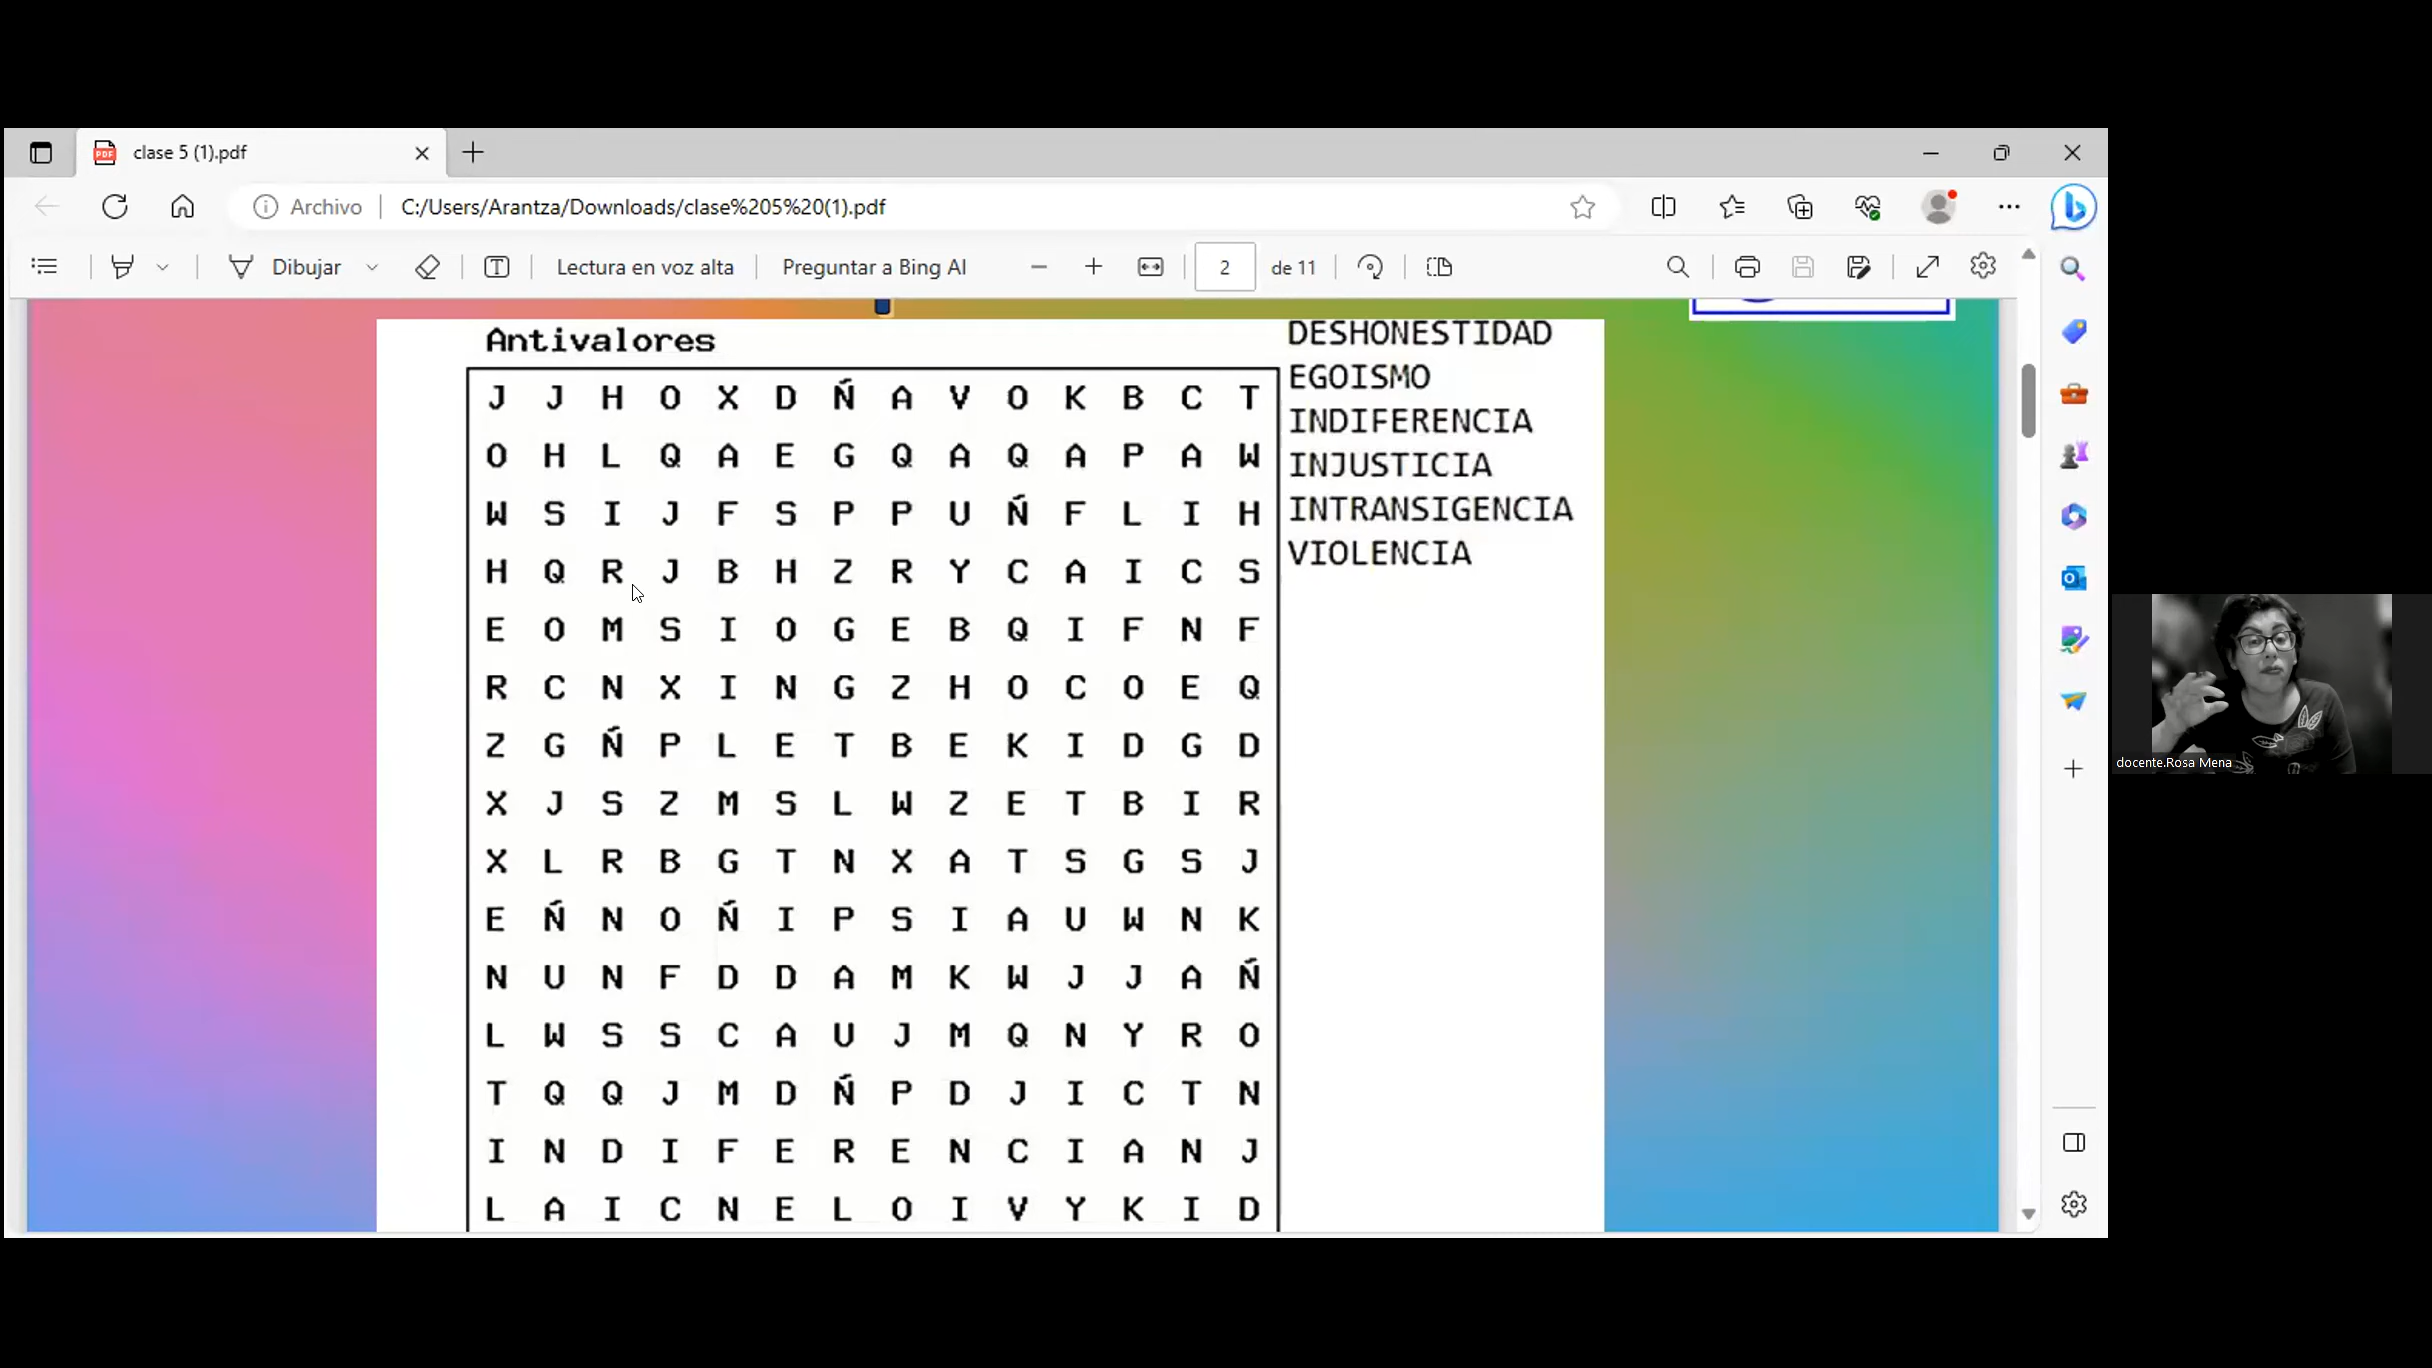 clase 5 (1).pdf
Archivo C:/Users/Arantza/Downloads/clase%205%20(1).pdf
Dibujar Lectura en voz alta Preguntar a Bing AI 2 de 11
Antivalores
DESHONESTIDAD
EGOISMO
INDIFERENCIA
INJUSTICIA
INTRANSIGENCIA
VIOLENCIA
J J H O X D Ñ A V O K B C T
O H L Q A E G Q A Q A P A W
W S I J F S P P U Ñ F L I H
H Q R J B H Z R Y C A I C S
E O M S I O G E B Q I F N F
R C N X I N G Z H O C O E Q
Z G Ñ P L E T B E K I D G D
X J S Z M S L W Z E T B I R
X L R B G T N X A T S G S J
E Ñ N O Ñ I P S I A U W N K
N U N F D D A M K W J J A Ñ
L W S S C A U J M Q N Y R O
T Q Q J M D Ñ P D J I C T N
I N D I F E R E N C I A N J
L A I C N E L O I V Y K I D
docente.Rosa Mena